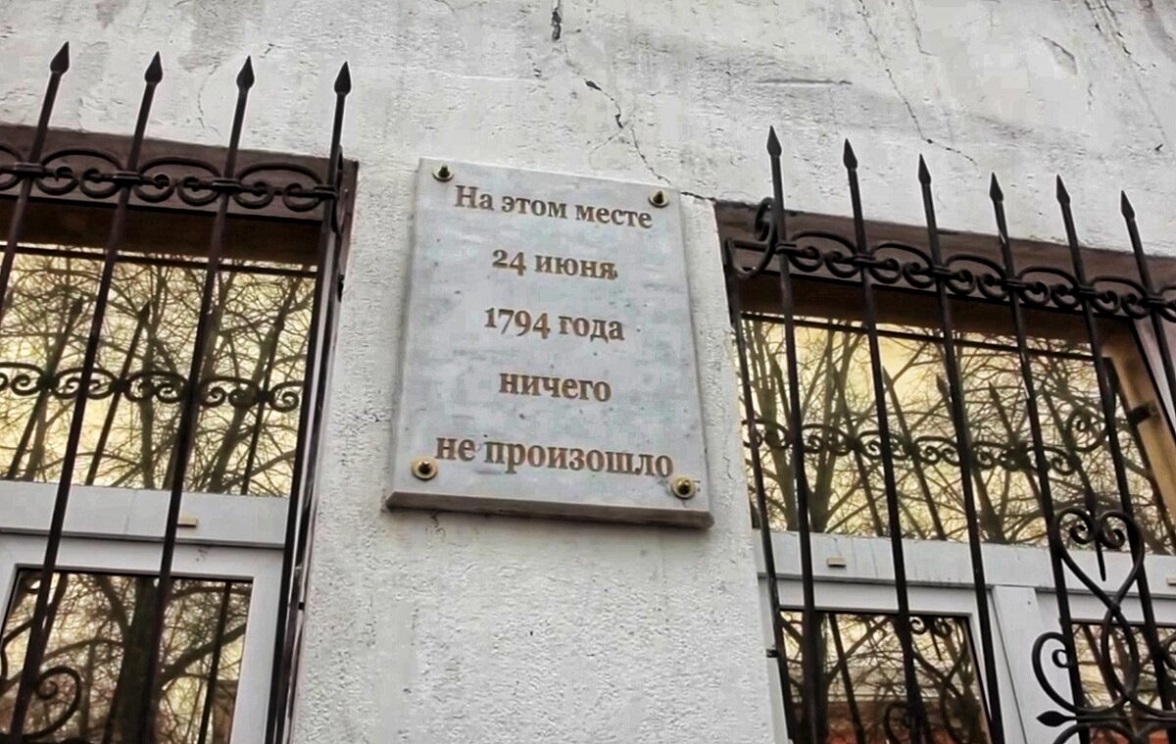 На этом месте
24 июня
1794 года
ничего
не произошло